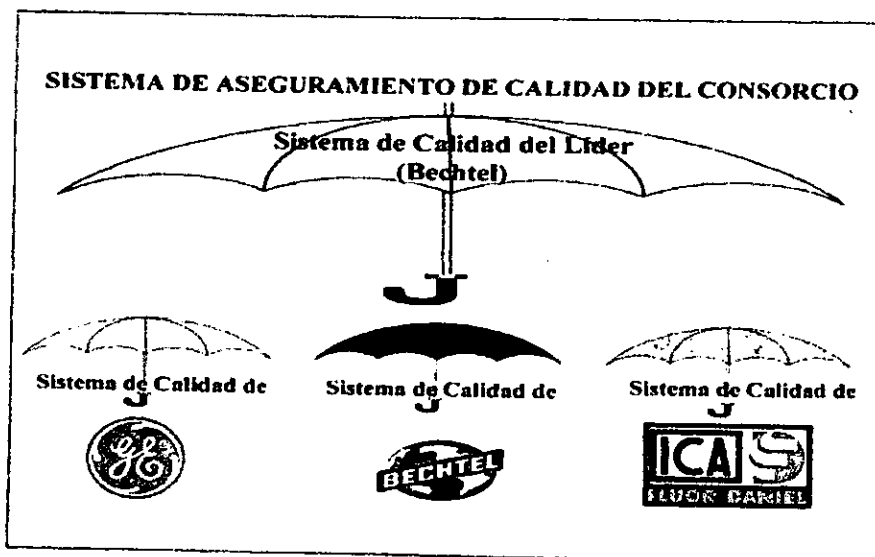 SISTEMA DE ASEGURAMIENTO DE CALIDAD DEL CONSORCIO
Sistema de Calidad del Líder
(Bechtel)
Sistema de Calidad de
Sistema de Calidad de
Sistema de Calidad de
GE
BECHTEL
ICA
FLUOR DANIEL